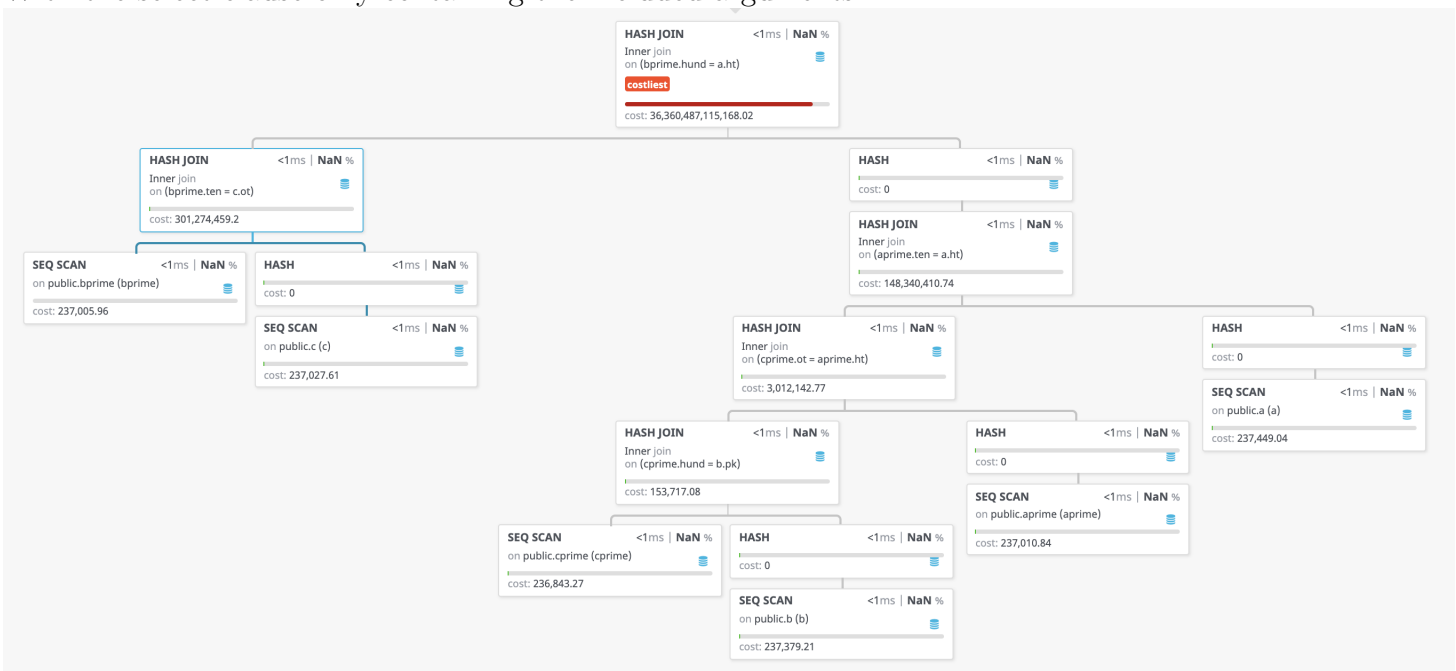 HASH JOIN <1ms | NaN %
Inner join
on (bprime.hund = a.ht)
costliest
cost: 36,360,487,115,168.02
HASH JOIN <1ms | NaN %
Inner join
on (bprime.ten = c.ot)
cost: 301,274,459.2
HASH <1ms | NaN %
cost: 0
HASH JOIN <1ms | NaN %
Inner join
on (aprime.ten = a.ht)
cost: 148,340,410.74
SEQ SCAN <1ms | NaN %
on public.bprime (bprime)
cost: 237,005.96
HASH <1ms | NaN %
cost: 0
SEQ SCAN <1ms | NaN %
on public.c (c)
cost: 237,027.61
HASH JOIN <1ms | NaN %
Inner join
on (cprime.ot = aprime.ht)
cost: 3,012,142.77
HASH <1ms | NaN %
cost: 0
SEQ SCAN <1ms | NaN %
on public.a (a)
cost: 237,449.04
HASH JOIN <1ms | NaN %
Inner join
on (cprime.hund = b.pk)
cost: 153,717.08
HASH <1ms | NaN %
cost: 0
SEQ SCAN <1ms | NaN %
on public.aprime (aprime)
cost: 237,010.84
SEQ SCAN <1ms | NaN %
on public.cprime (cprime)
cost: 236,843.27
HASH <1ms | NaN %
cost: 0
SEQ SCAN <1ms | NaN %
on public.b (b)
cost: 237,379.21